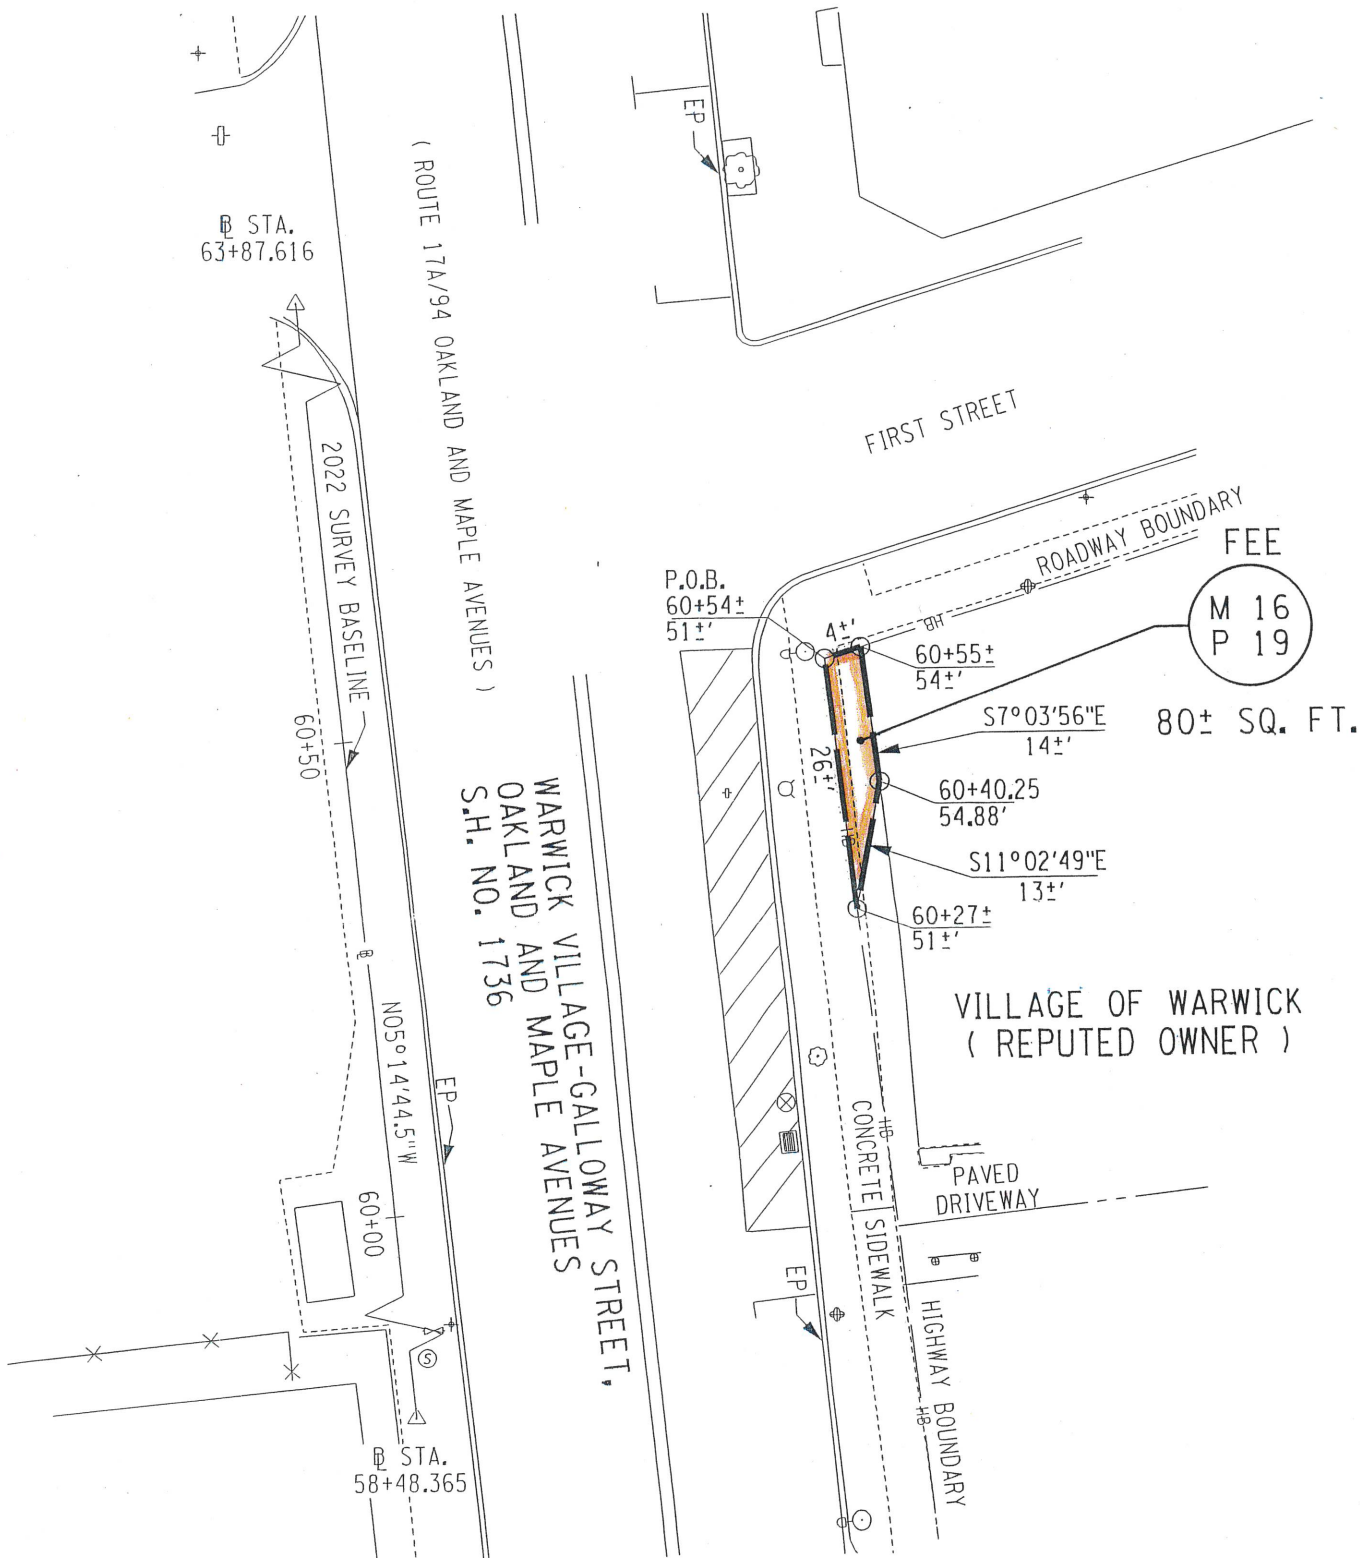 EP
( ROUTE 17A/94 OAKLAND AND MAPLE AVENUES )
B STA.
63+87.616
FIRST STREET
2022 SURVEY BASELINE
ROADWAY BOUNDARY
FEE
M 16
P 19
80± SQ. FT.
P.O.B.
60+54±
51±'
4±'
HB
60+55±
54±'
S7°03'56"E
14±'
26±'
60+50
60+40.25
54.88'
HB
S11°02'49"E
13±'
60+27±
51±'
WARWICK VILLAGE-GALLOWAY STREET,
OAKLAND AND MAPLE AVENUES
S.H. NO. 1736
B
VILLAGE OF WARWICK
( REPUTED OWNER )
N05°14'44.5"W
EP
CONCRETE SIDEWALK
HB
PAVED
DRIVEWAY
60+00
EP
HIGHWAY BOUNDARY
HB
S
B STA.
58+48.365